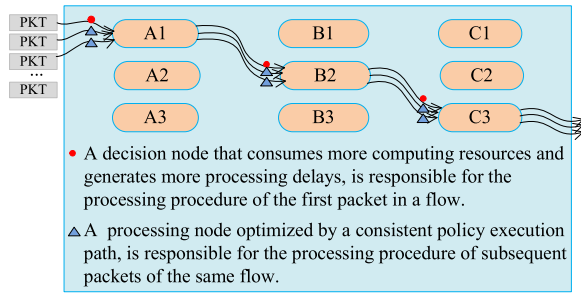 PKT
PKT
PKT
...
PKT
A1 B1 C1
A2 B2 C2
A3 B3 C3
A decision node that consumes more computing resources and
generates more processing delays, is responsible for the
processing procedure of the first packet in a flow.
A processing node optimized by a consistent policy execution
path, is responsible for the processing procedure of subsequent
packets of the same flow.